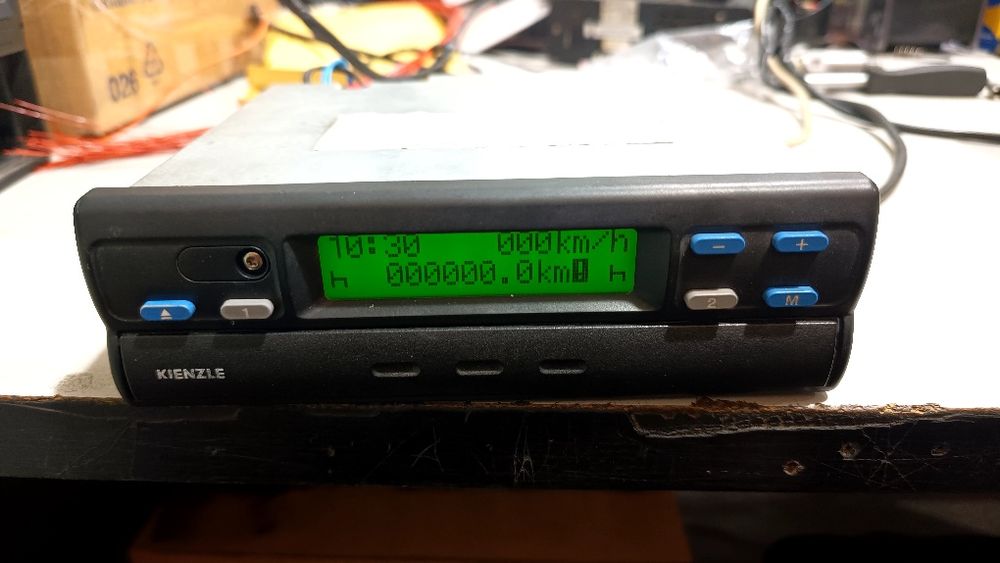 026
10:30 000km/h
000000.0km!
− +
1 2 M
KIENZLE